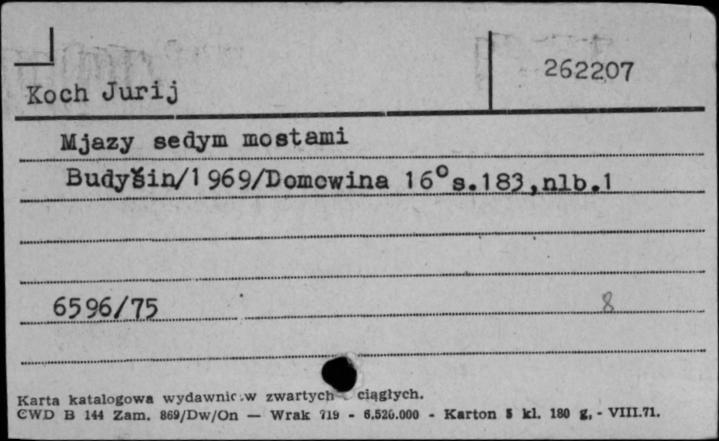 262207
Koch Jurij
Mjazy sedym mostami
Budyšin/1969/Domowina 16° s.183,nlb.1
6596/75
8
Karta katalogowa wydawnic.w zwartych ciągłych.
CWD B 144 Zam. 869/Dw/On — Wrak 719 - 6.520.000 - Karton 5 kl. 180 g. - VIII.71.